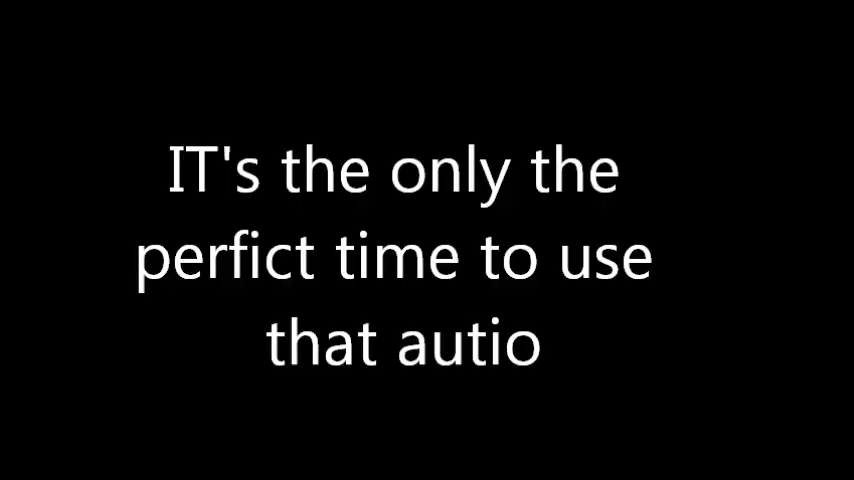 IT's the only the
perfict time to use
that autio